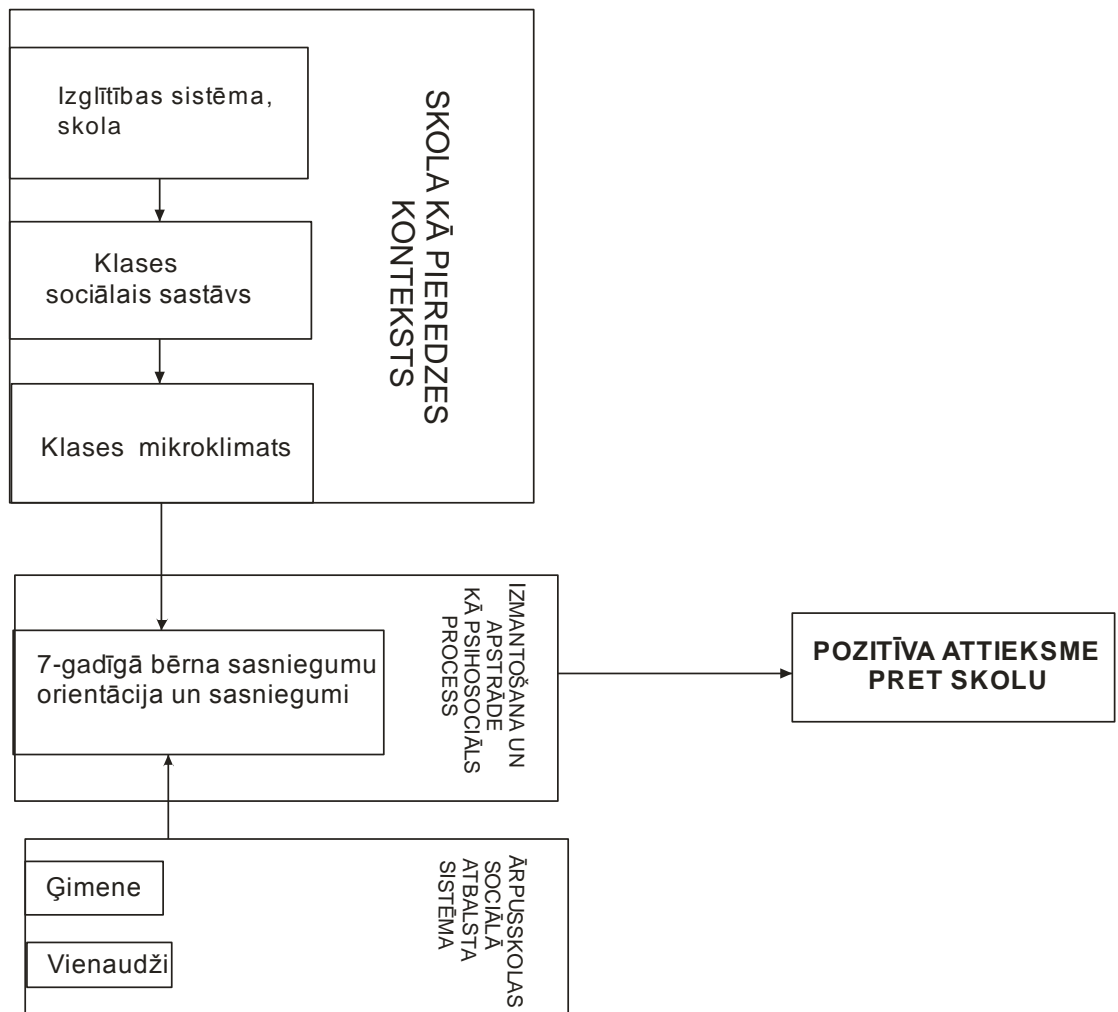 Izglītības sistēma,
skola
Klases
sociālais sastāvs
Klases mikroklimats
SKOLA KĀ PIEREDZES
KONTEKSTS
7-gadīgā bērna sasniegumu
orientācija un sasniegumi
IZMANTOŠANA UN
APSTRĀDE
KĀ PSIHOSOCIĀLS
PROCESS
POZITĪVA ATTIEKSME
PRET SKOLU
Ģimene
Vienaudži
ĀRPUSSKOLAS
SOCIĀLĀ
ATBALSTA
SISTĒMA